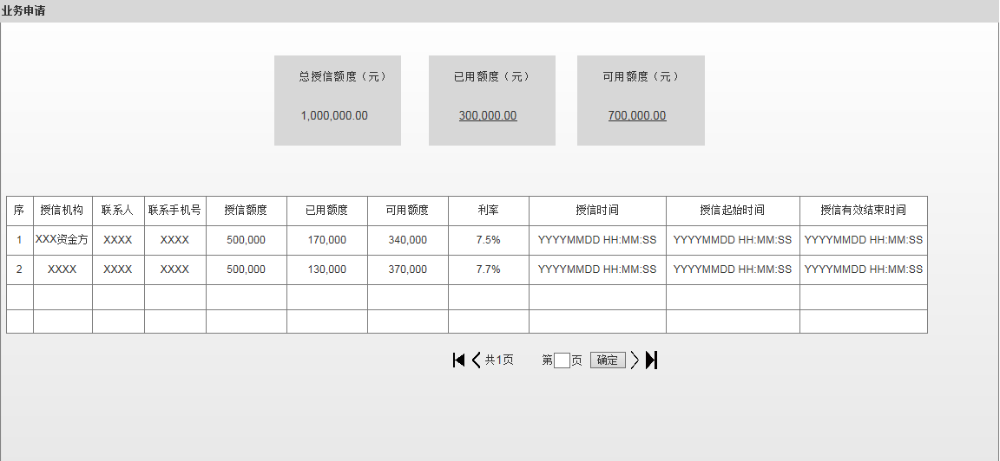 业务申请
总授信额度（元） 已用额度（元） 可用额度（元）
1,000,000.00 300,000.00 700,000.00
序 授信机构 联系人 联系手机号 授信额度 已用额度 可用额度 利率 授信时间 授信起始时间 授信有效结束时间
1 XXX资金方 XXXX XXXX 500,000 170,000 340,000 7.5% YYYYMMDD HH:MM:SS YYYYMMDD HH:MM:SS YYYYMMDD HH:MM:SS
2 XXXX XXXX XXXX 500,000 130,000 370,000 7.7% YYYYMMDD HH:MM:SS YYYYMMDD HH:MM:SS YYYYMMDD HH:MM:SS
共1页 第 页 确定